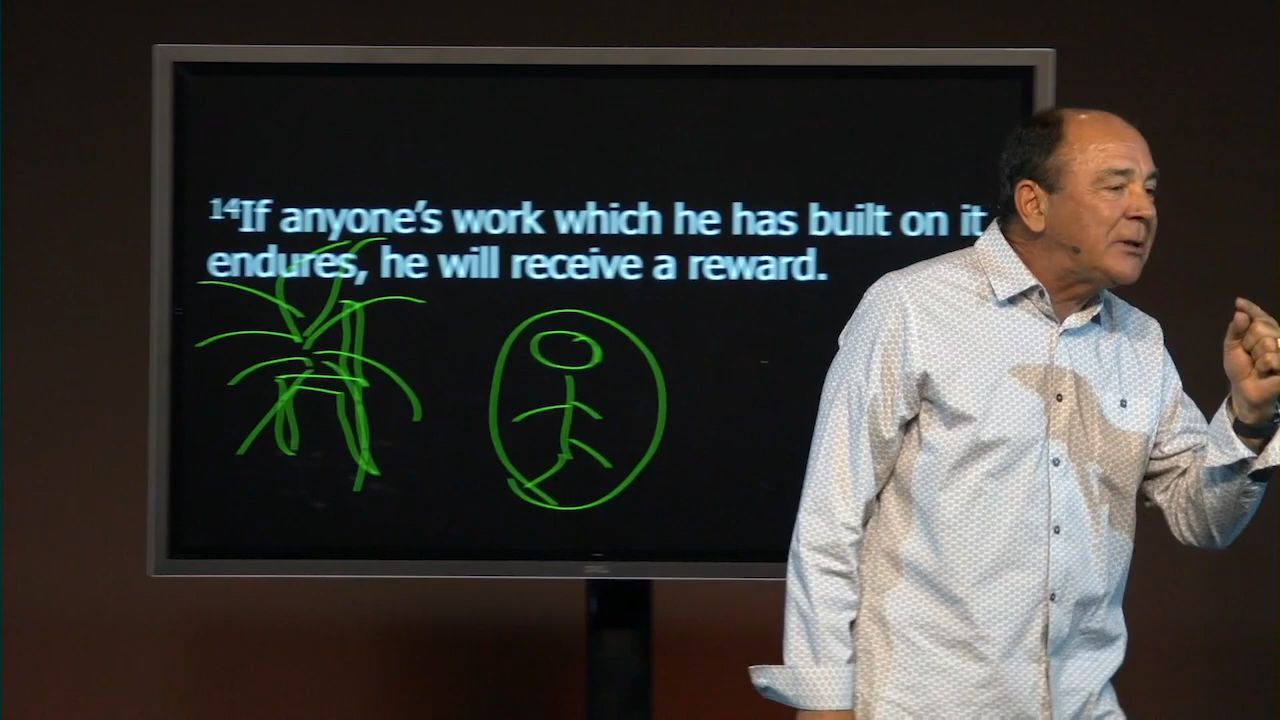 ¹⁴If anyone's work which he has built on it
endures, he will receive a reward.